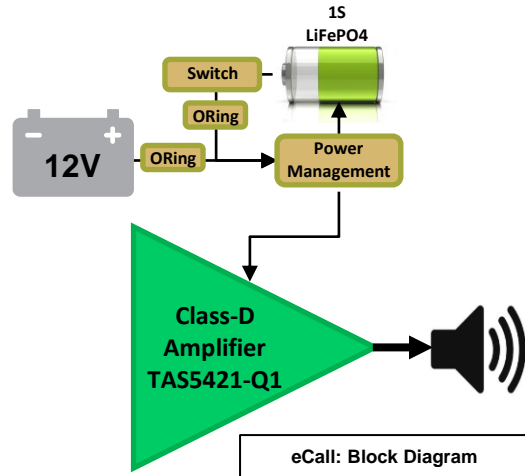 1S
LiFePO4
Switch
ORing
12V
ORing
Power
Management
Class-D
Amplifier
TAS5421-Q1
eCall: Block Diagram